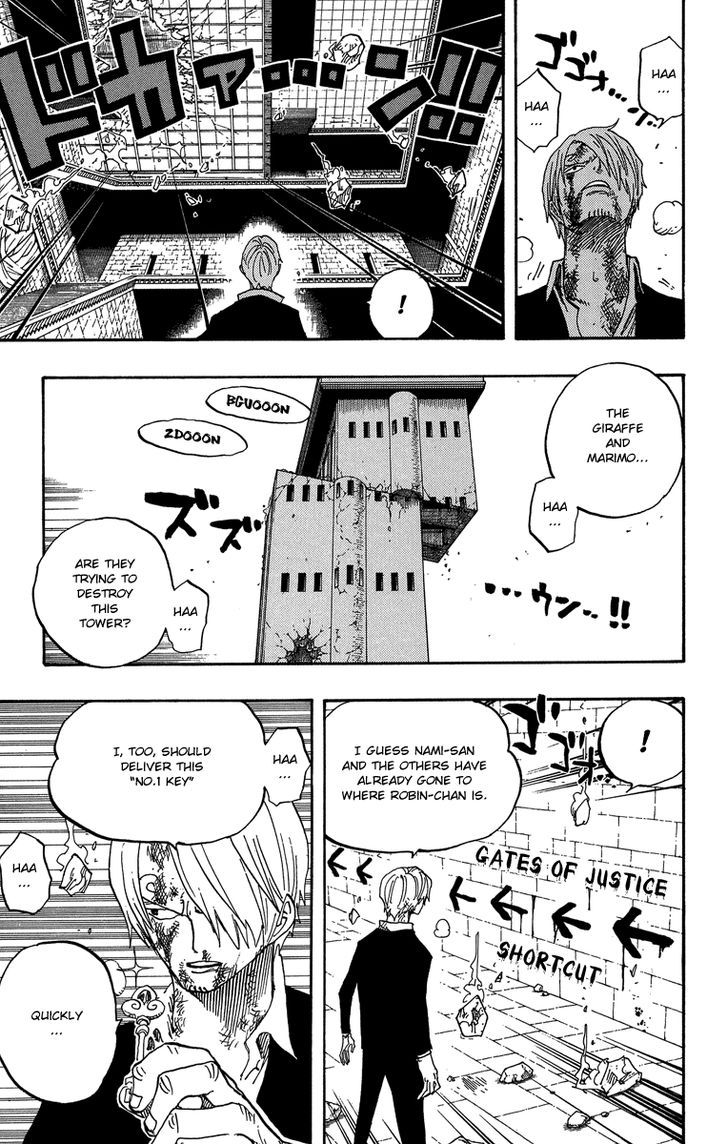 ゴゴゴォ…
HAA
...
HAA
...
ドカァ…ン!!
!
THE
GIRAFFE
AND
MARIMO...
HAA
...
BGUOOON
ZDOOON
ズズ
…ウン‥!!
ARE THEY
TRYING TO
DESTROY
THIS
TOWER?
HAA
...
!
ゴゴゴ
I GUESS NAMI-SAN
AND THE OTHERS HAVE
ALREADY GONE TO
WHERE ROBIN-CHAN IS.
GATES OF JUSTICE
SHORTCUT
I, TOO, SHOULD
DELIVER THIS
"NO.1 KEY"
HAA
...
HAA
...
QUICKLY
...